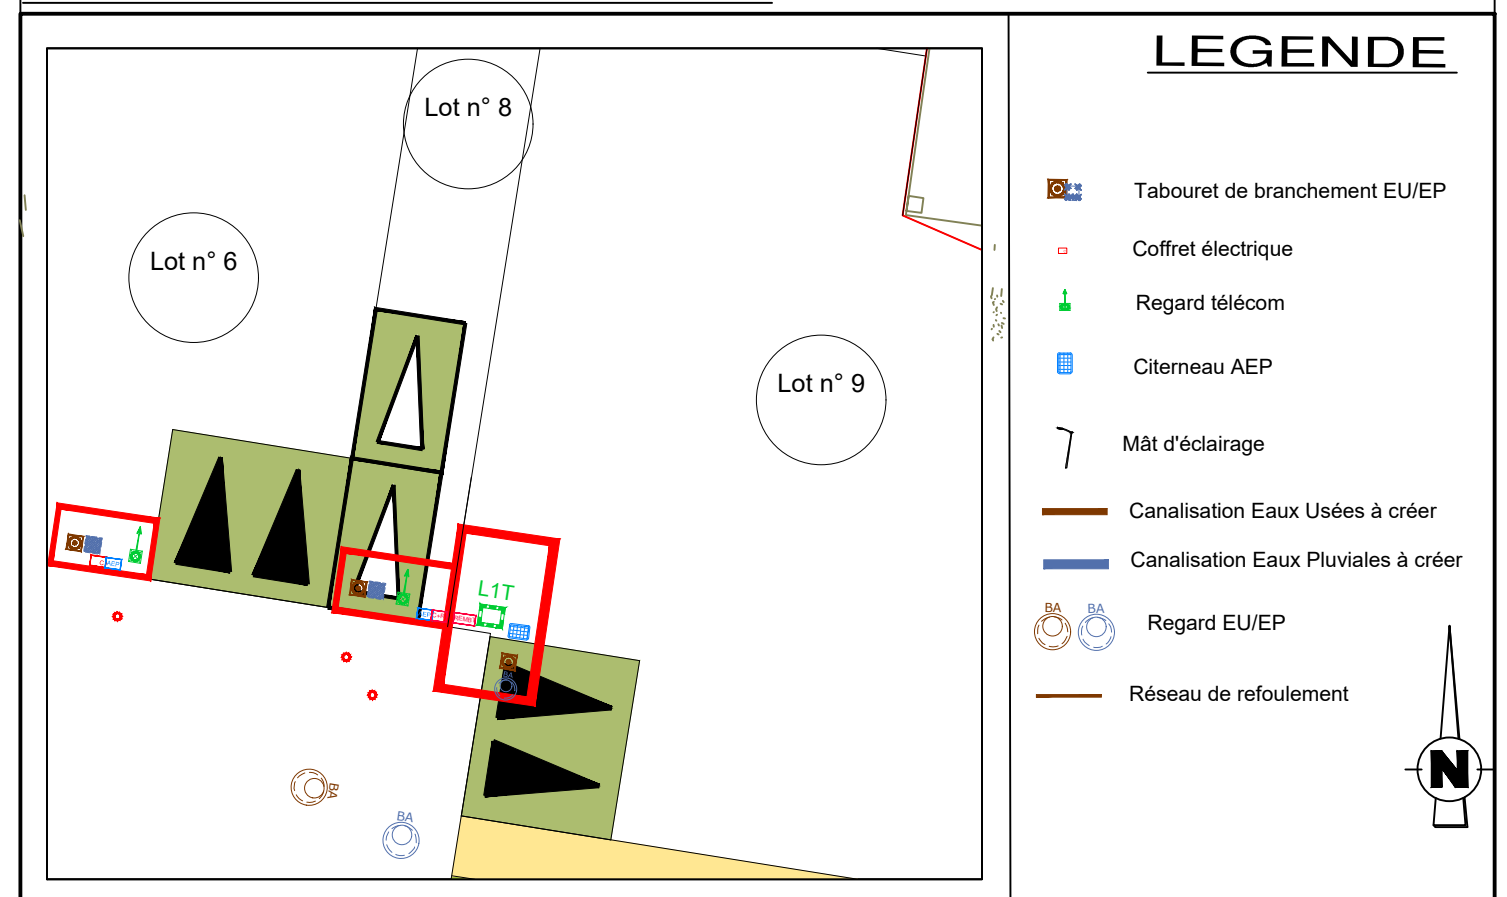 LEGENDE
Lot n° 8
Lot n° 6
Lot n° 9
L1T
AEP
BA
BA
BA
Tabouret de branchement EU/EP
Coffret électrique
Regard télécom
Citerneau AEP
Mât d'éclairage
Canalisation Eaux Usées à créer
Canalisation Eaux Pluviales à créer
BA BA
Regard EU/EP
Réseau de refoulement
N